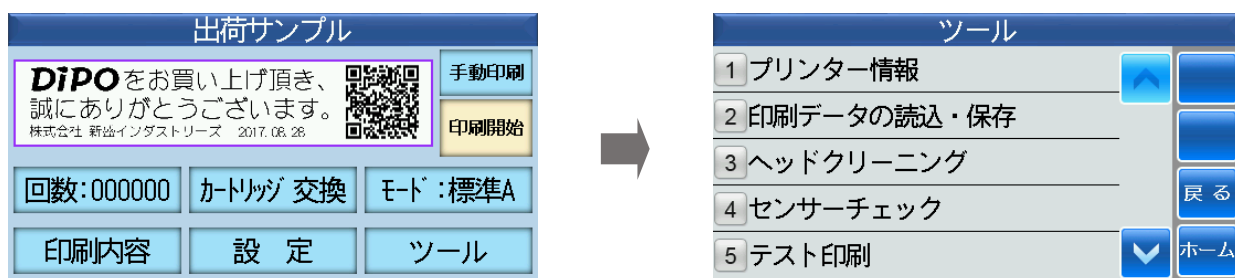 出荷サンプル
DiPOをお買い上げ頂き、
誠にありがとうございます。
株式会社 新盛インダストリーズ 2017.08.28
手動印刷
印刷開始
回数:000000
ｶｰﾄﾘｯｼﾞ 交換
ﾓｰﾄﾞ:標準A
印刷内容
設 定
ツール
ツール
1 プリンター情報
2 印刷データの読込・保存
3 ヘッドクリーニング
4 センサーチェック
5 テスト印刷
戻る
ホーム